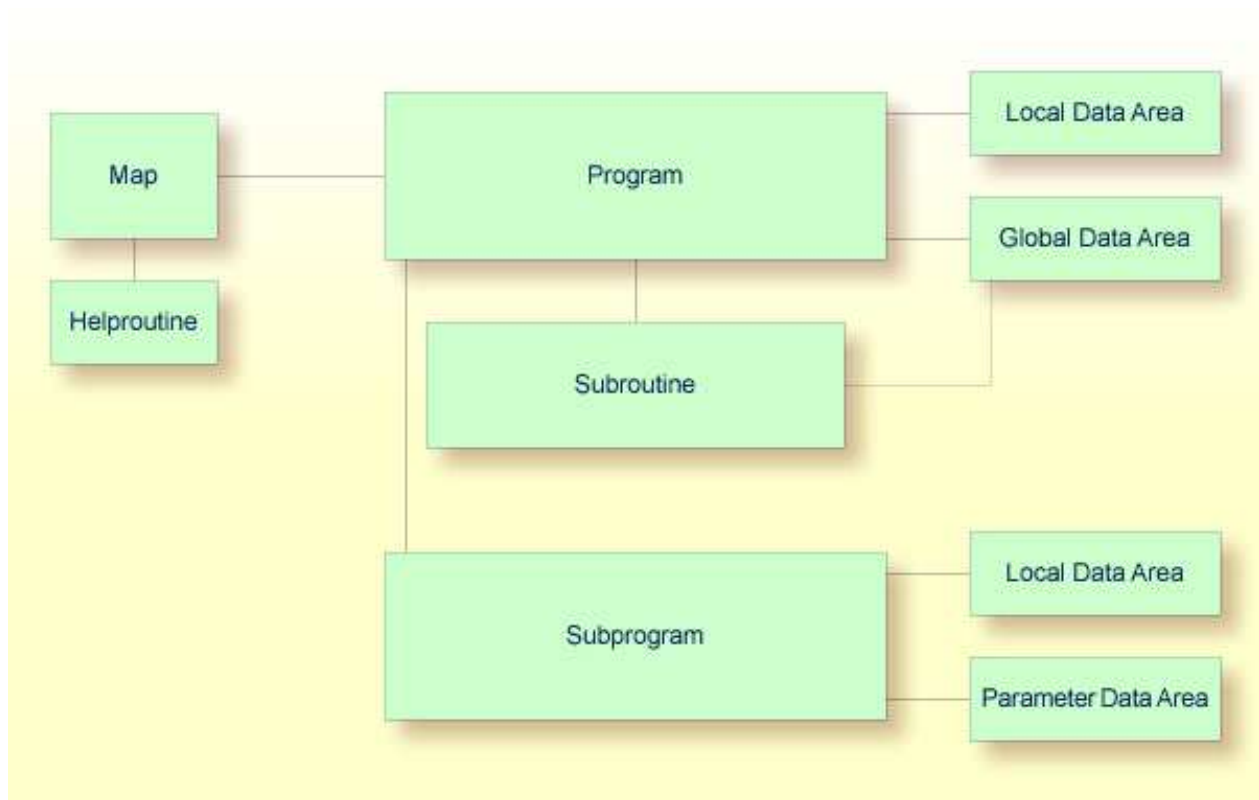 Local Data Area
Map
Program
Global Data Area
Helproutine
Subroutine
Local Data Area
Subprogram
Parameter Data Area